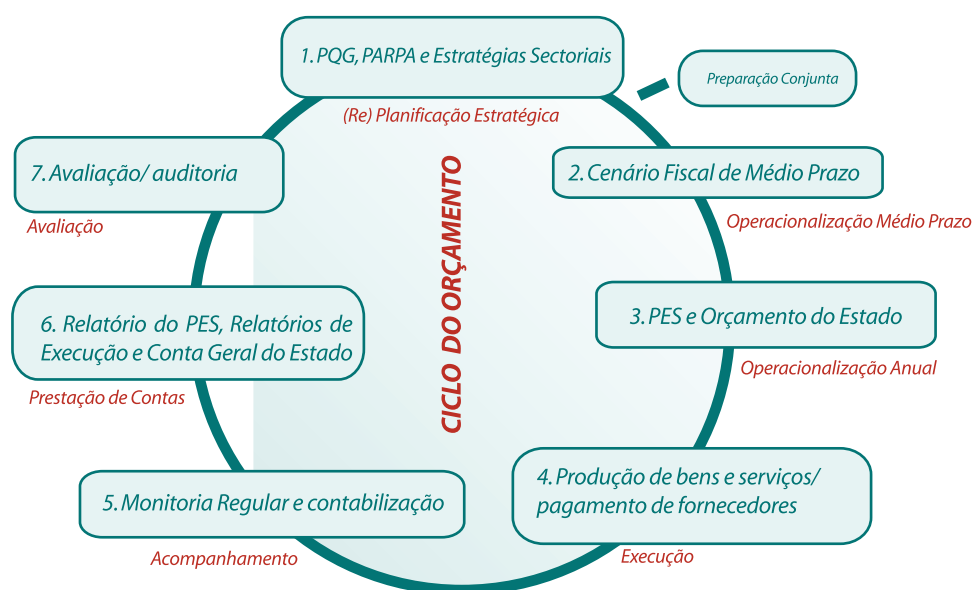 1. PQG, PARPA e Estratégias Sectoriais
(Re) Planificação Estratégica
Preparação Conjunta
2. Cenário Fiscal de Médio Prazo
Operacionalização Médio Prazo
3. PES e Orçamento do Estado
Operacionalização Anual
4. Produção de bens e serviços/
pagamento de fornecedores
Execução
5. Monitoria Regular e contabilização
Acompanhamento
6. Relatório do PES, Relatórios de
Execução e Conta Geral do Estado
Prestação de Contas
7. Avaliação/ auditoria
Avaliação
CICLO DO ORÇAMENTO